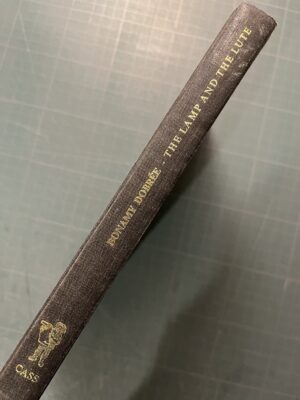 BONAMY DOBRÉE . THE LAMP AND THE LUTE
CASS